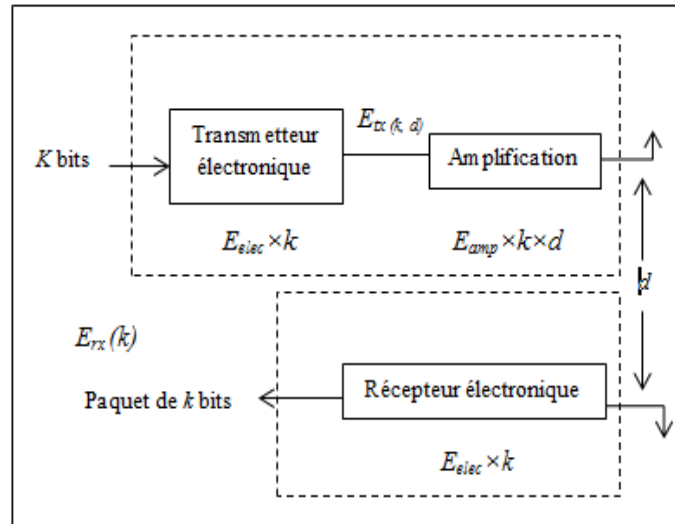 K bits
Transmetteur
électronique
E_tx (k, d)
Amplification
E_elec×k
E_amp×k×d
d
E_rx(k)
Paquet de k bits
Récepteur électronique
E_elec×k